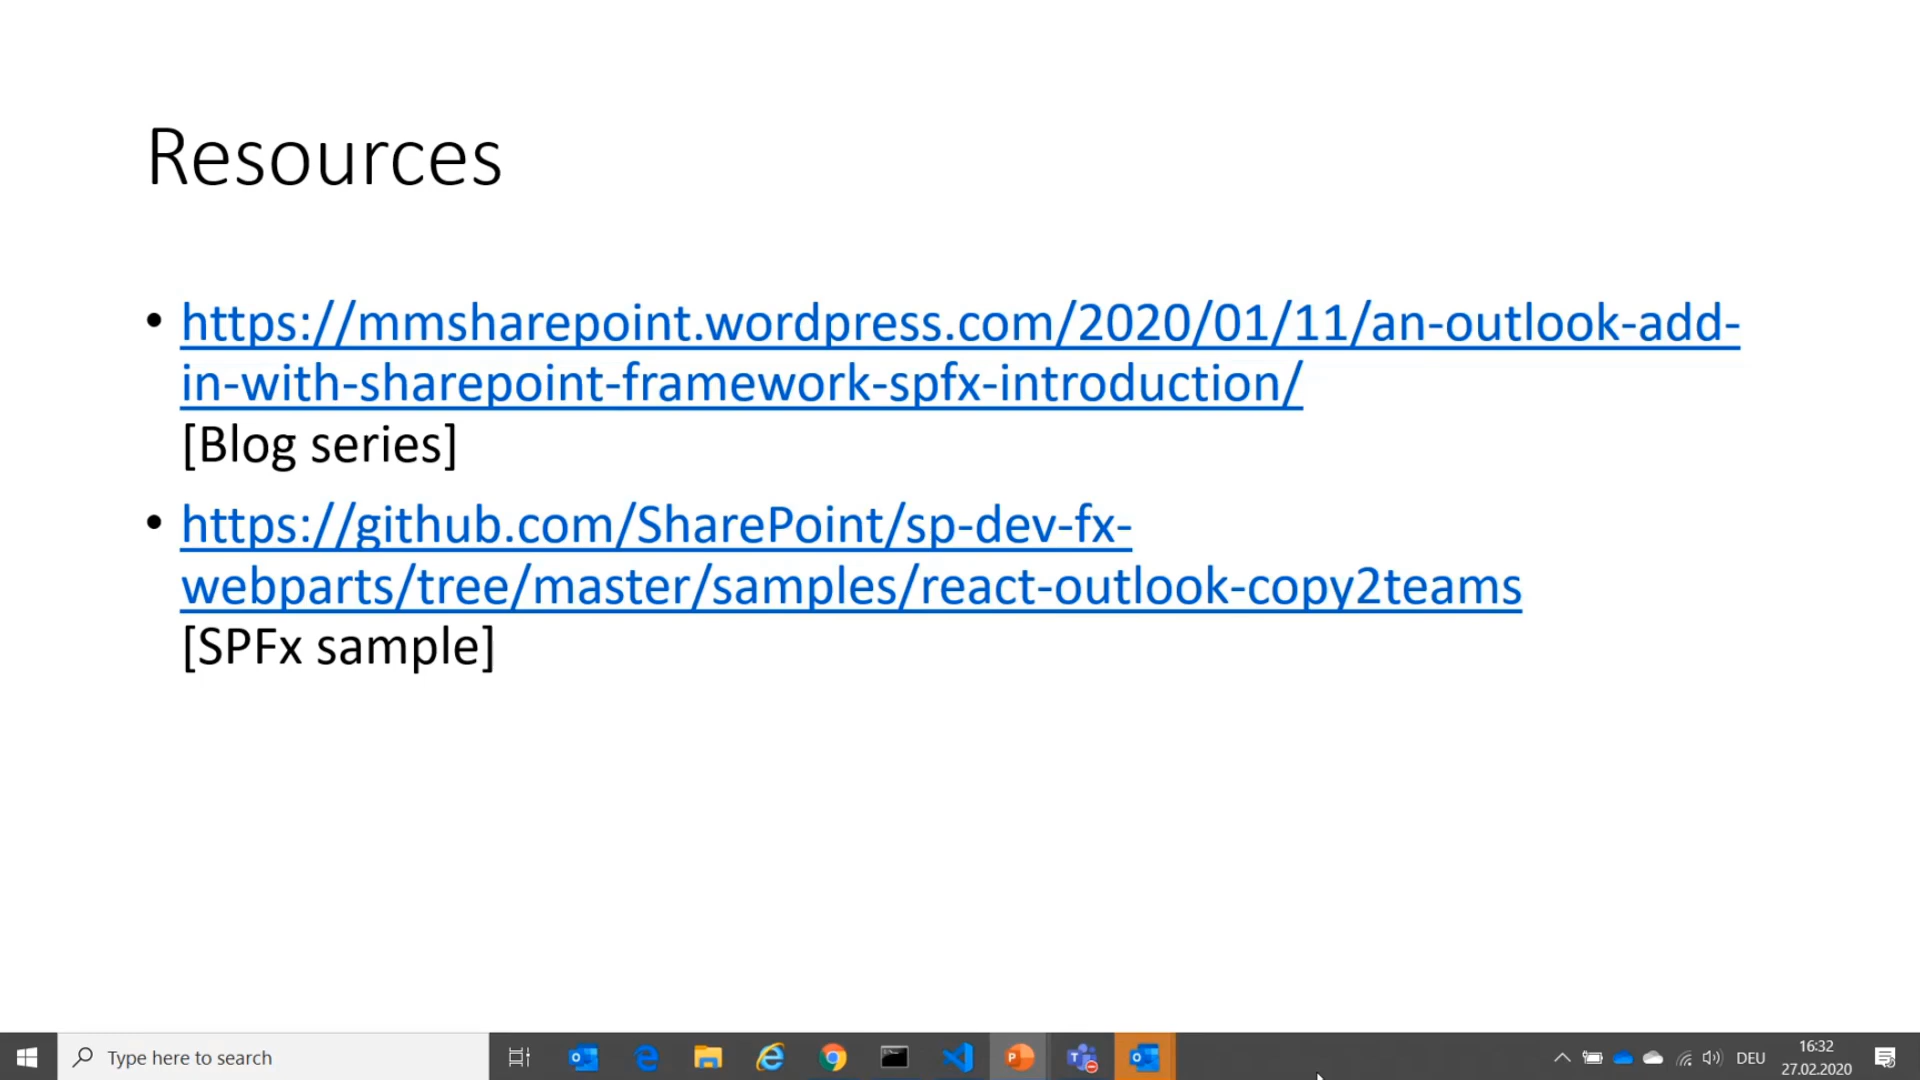 Resources
• https://mmsharepoint.wordpress.com/2020/01/11/an-outlook-add-
in-with-sharepoint-framework-spfx-introduction/
[Blog series]
• https://github.com/SharePoint/sp-dev-fx-
webparts/tree/master/samples/react-outlook-copy2teams
[SPFx sample]
Type here to search
DEU
16:32
27.02.2020